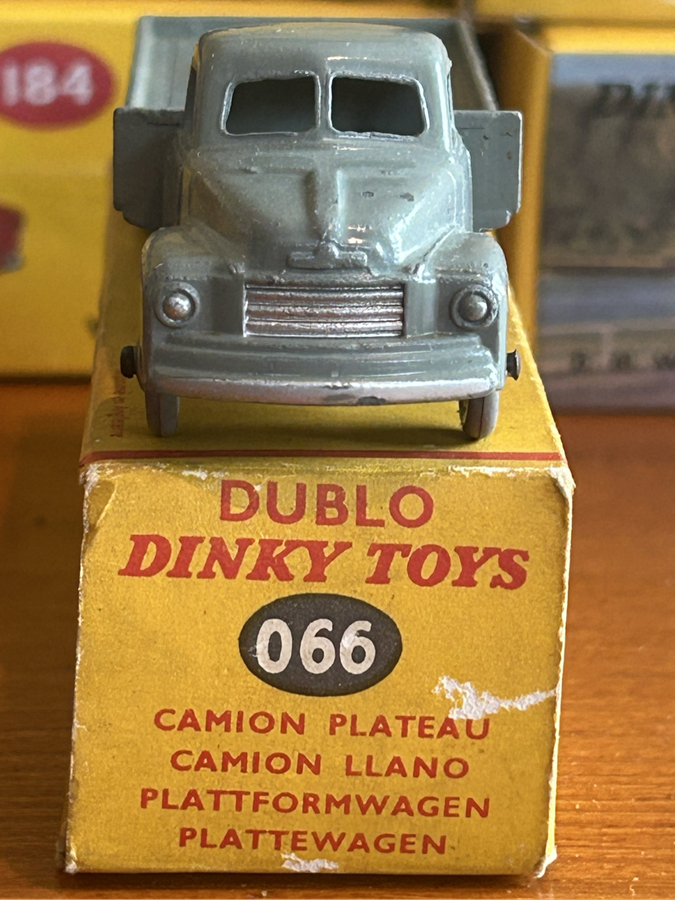 184
DUBLO
DINKY TOYS
066
CAMION PLATEAU
CAMION LLANO
PLATTFORMWAGEN
PLATTEWAGEN